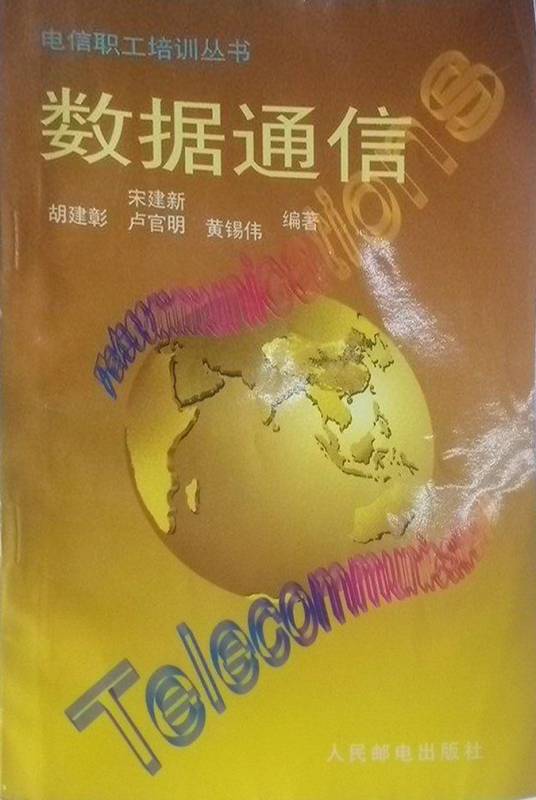 电信职工培训丛书
数据通信
宋建新
胡建彰 卢官明 黄锡伟 编著
Telecommunications
Telecommunications
人民邮电出版社